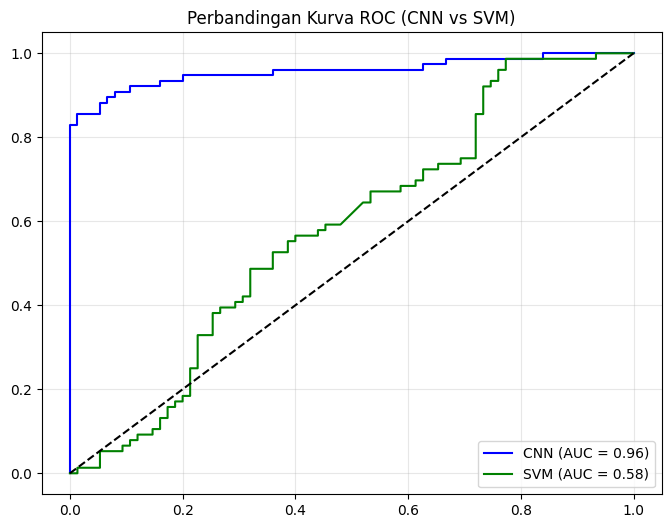 Perbandingan Kurva ROC (CNN vs SVM)
1.0
0.8
0.6
0.4
0.2
0.0
0.0 0.2 0.4 0.6 0.8 1.0
CNN (AUC = 0.96)
SVM (AUC = 0.58)